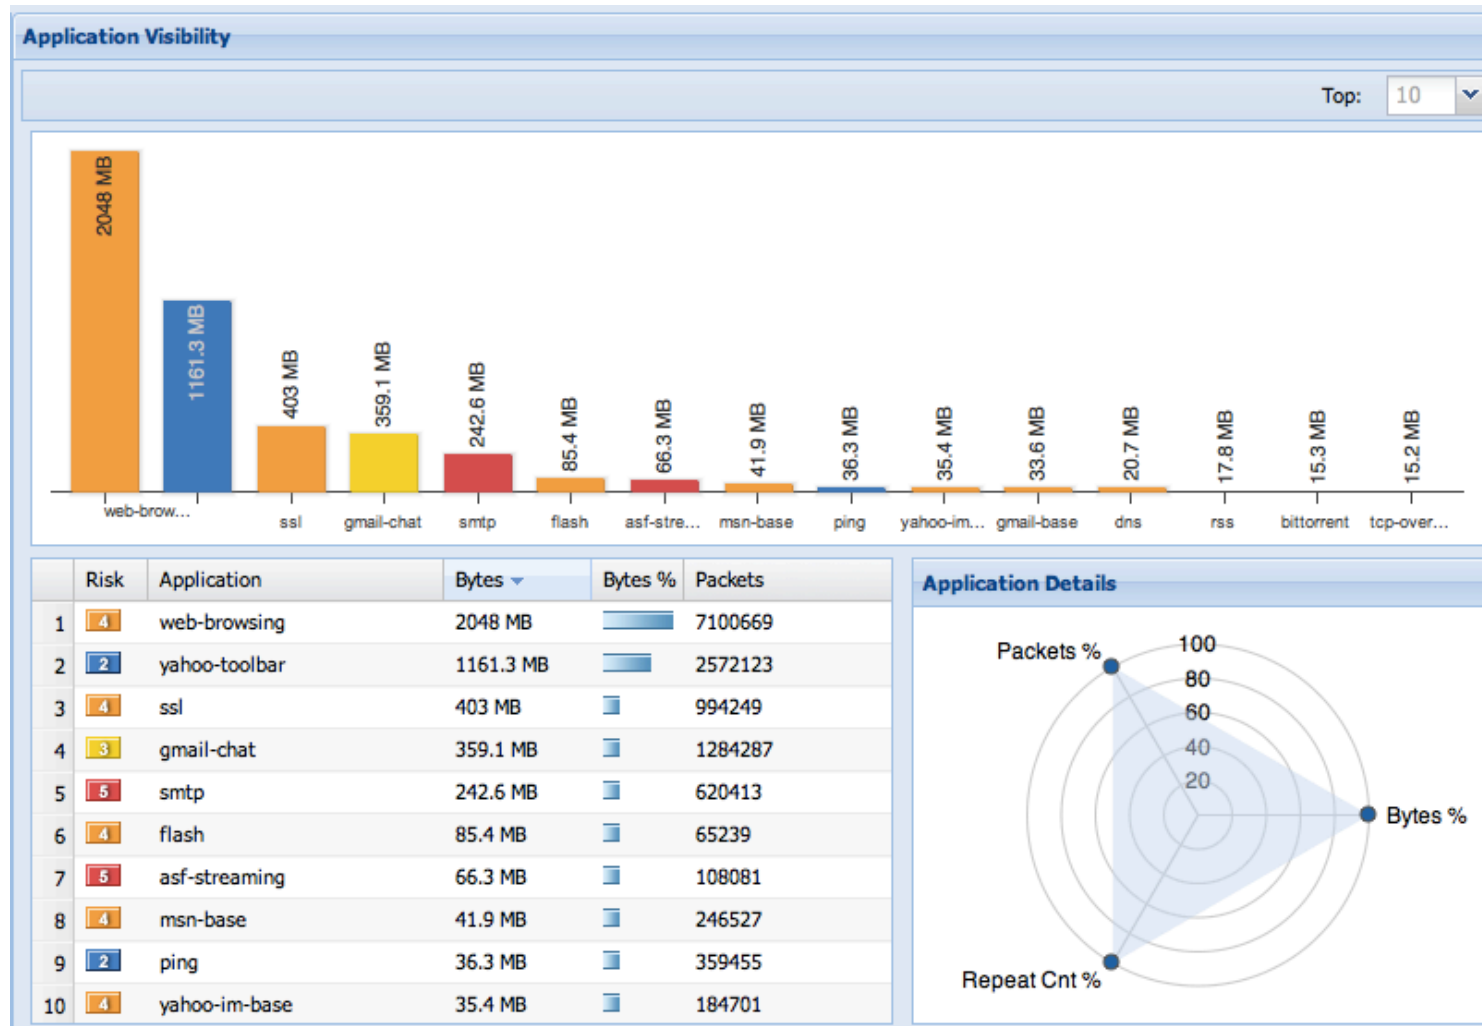 Application Visibility
Top: 10
2048 MB
1161.3 MB
403 MB
359.1 MB
242.6 MB
85.4 MB
66.3 MB
41.9 MB
36.3 MB
35.4 MB
33.6 MB
20.7 MB
17.8 MB
15.3 MB
15.2 MB
web-brow... ssl gmail-chat smtp flash asf-stre... msn-base ping yahoo-im... gmail-base dns rss bittorrent tcp-over...
Risk Application Bytes Bytes % Packets
1 4 web-browsing 2048 MB 7100669
2 2 yahoo-toolbar 1161.3 MB 2572123
3 4 ssl 403 MB 994249
4 3 gmail-chat 359.1 MB 1284287
5 5 smtp 242.6 MB 620413
6 4 flash 85.4 MB 65239
7 5 asf-streaming 66.3 MB 108081
8 4 msn-base 41.9 MB 246527
9 2 ping 36.3 MB 359455
10 4 yahoo-im-base 35.4 MB 184701
Application Details
Packets %
100
80
60
40
20
Bytes %
Repeat Cnt %